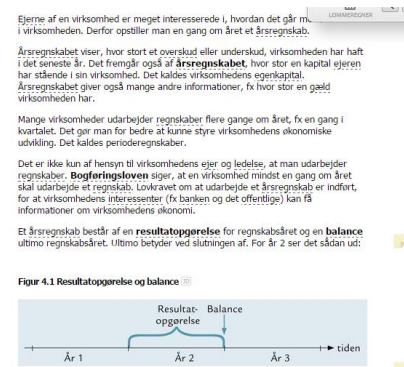 Ejerne af en virksomhed er meget interesserede i, hvordan det går
LOMMEREGNER
i virksomheden. Derfor opstiller man en gang om året et årsregnskab.
Årsregnskabet viser, hvor stort et overskud eller underskud, virksomheden har haft
i det seneste år. Det fremgår også af årsregnskabet, hvor stor en kapital ejeren
har stående i sin virksomhed. Det kaldes virksomhedens egenkapital.
Årsregnskabet giver også mange andre informationer, fx hvor stor en gæld
virksomheden har.
Mange virksomheder udarbejder regnskaber flere gange om året, fx en gang i
kvartalet. Det gør man for bedre at kunne styre virksomhedens økonomiske
udvikling. Det kaldes perioderegnskaber.
Det er ikke kun af hensyn til virksomhedens ejer og ledelse, at man udarbejder
regnskaber. Bogføringsloven siger, at en virksomhed mindst en gang om året
skal udarbejde et regnskab. Lovkravet om at udarbejde et årsregnskab er indført,
for at virksomhedens interessenter (fx banken og det offentlige) kan få
informationer om virksomhedens økonomi.
Et årsregnskab består af en resultatopgørelse for regnskabsåret og en balance
ultimo regnskabsåret. Ultimo betyder ved slutningen af. For år 2 ser det sådan ud:
Figur 4.1 Resultatopgørelse og balance
Resultat- Balance
opgørelse
tiden
År 1 År 2 År 3